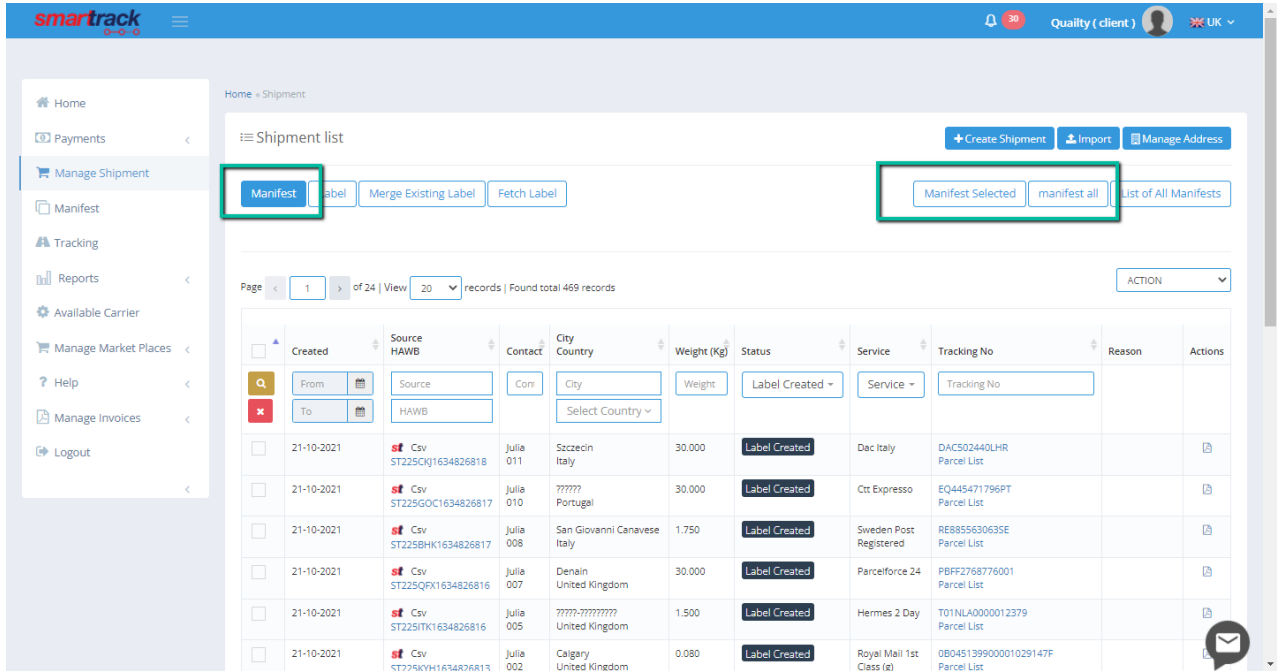 smartrack
30
Quailty ( client )
UK
Home
Payments
Manage Shipment
Manifest
Tracking
Reports
Available Carrier
Manage Market Places
Help
Manage Invoices
Logout
Home » Shipment
Shipment list
Create Shipment Import Manage Address
Manifest Label Merge Existing Label Fetch Label Manifest Selected manifest all List of All Manifests
Page 1 of 24 | View 20 records | Found total 469 records
ACTION
Created Source HAWB Contact City Country Weight (Kg) Status Service Tracking No Reason Actions
From Source Con City Weight Label Created Service Tracking No
To HAWB Select Country
21-10-2021 st Csv Julia Szczecin 30.000 Label Created Dac Italy DAC502440LHR
ST225CKJ1634826818 011 Italy Parcel List
21-10-2021 st Csv Julia ?????? 30.000 Label Created Ctt Expresso EQ445471796PT
ST225GOC1634826817 010 Portugal Parcel List
21-10-2021 st Csv Julia San Giovanni Canavese 1.750 Label Created Sweden Post RE885563063SE
ST225BHK1634826817 008 Italy Registered Parcel List
21-10-2021 st Csv Julia Denain 30.000 Label Created Parcelforce 24 PBFF2768776001
ST225QFX1634826816 007 United Kingdom Parcel List
21-10-2021 st Csv Julia ?????-????????? 1.500 Label Created Hermes 2 Day T01NLA0000012379
ST225ITK1634826816 005 United Kingdom Parcel List
21-10-2021 st Csv Julia Calgary 0.080 Label Created Royal Mail 1st 0B045139900001029147F
ST225KYH1634826813 002 United Kingdom Class (g) Parcel List